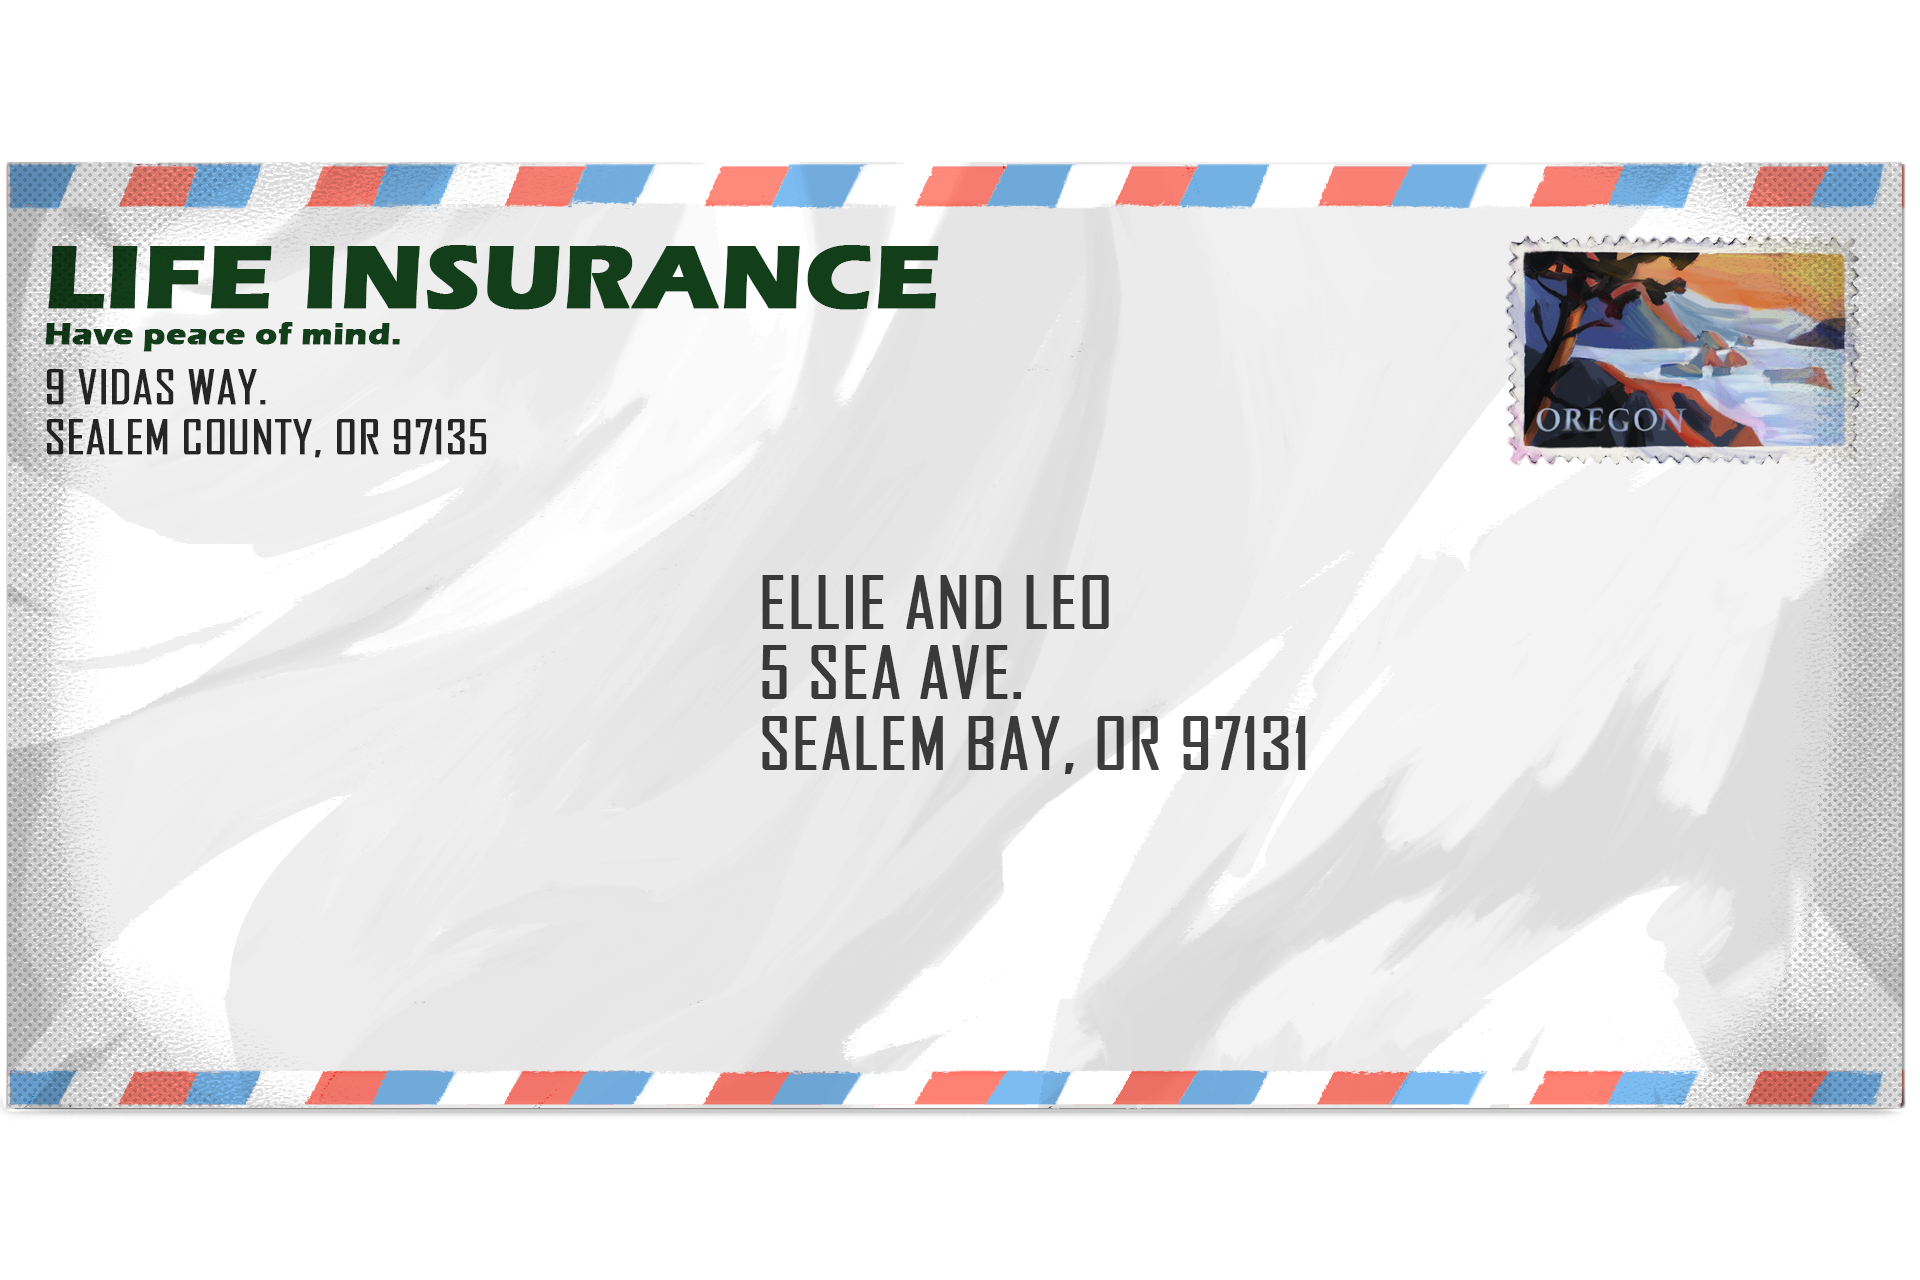 LIFE INSURANCE
Have peace of mind.
9 VIDAS WAY.
SEALEM COUNTY, OR 97135
OREGON
ELLIE AND LEO
5 SEA AVE.
SEALEM BAY, OR 97131